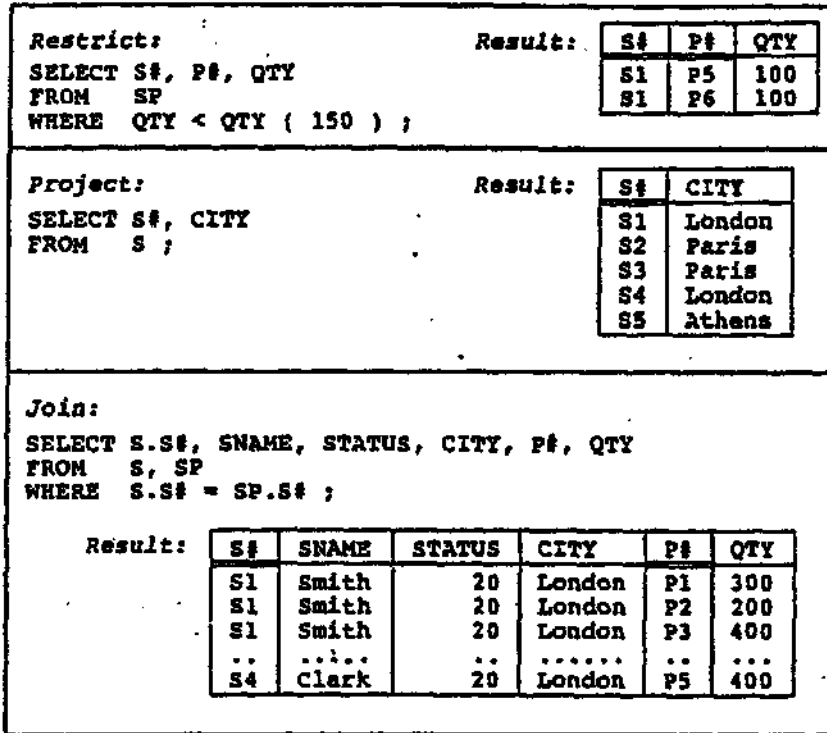 Restrict:
SELECT S#, P#, QTY
FROM SP
WHERE QTY < QTY ( 150 ) ;
Result:
S# P# QTY
S1 P5 100
S1 P6 100
Project:
SELECT S#, CITY
FROM S ;
Result:
S# CITY
S1 London
S2 Paris
S3 Paris
S4 London
S5 Athens
Join:
SELECT S.S#, SNAME, STATUS, CITY, P#, QTY
FROM S, SP
WHERE S.S# = SP.S# ;
Result:
S# SNAME STATUS CITY P# QTY
S1 Smith 20 London P1 300
S1 Smith 20 London P2 200
S1 Smith 20 London P3 400
.. ..... .. ...... .. ...
S4 Clark 20 London P5 400